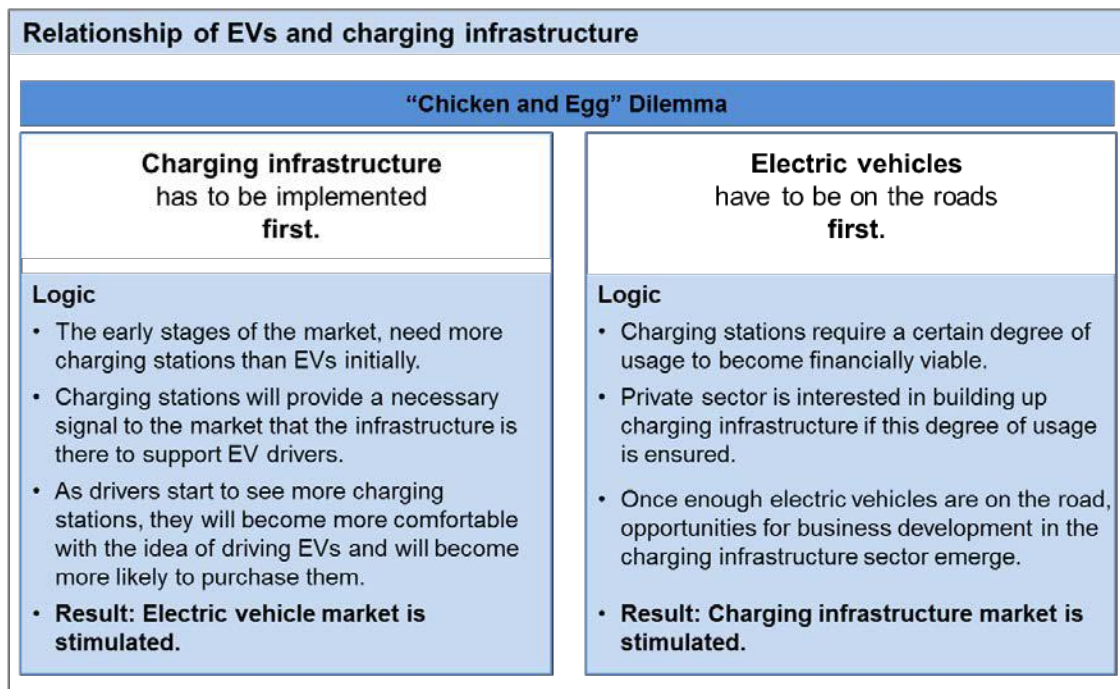 Relationship of EVs and charging infrastructure
“Chicken and Egg” Dilemma
Charging infrastructure
has to be implemented
first.
Logic
• The early stages of the market, need more
charging stations than EVs initially.
• Charging stations will provide a necessary
signal to the market that the infrastructure is
there to support EV drivers.
• As drivers start to see more charging
stations, they will become more comfortable
with the idea of driving EVs and will become
more likely to purchase them.
• Result: Electric vehicle market is
stimulated.
Electric vehicles
have to be on the roads
first.
Logic
• Charging stations require a certain degree of
usage to become financially viable.
• Private sector is interested in building up
charging infrastructure if this degree of usage
is ensured.
• Once enough electric vehicles are on the road,
opportunities for business development in the
charging infrastructure sector emerge.
• Result: Charging infrastructure market is
stimulated.